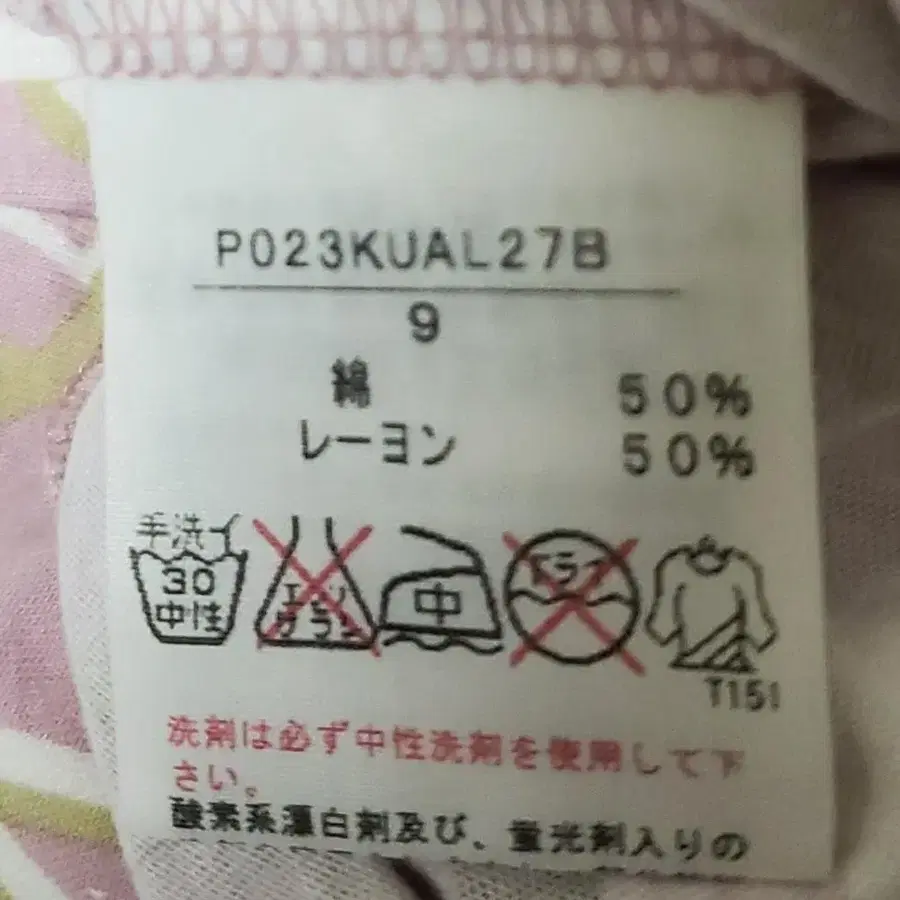 P023KUAL27B
9
綿 50%
レーヨン 50%
手洗イ
30
中性
エンソ
サラシ
中
ドライ
T151
洗剤は必ず中性洗剤を使用して下
さい。
酸素系漂白剤及び、蛍光剤入りの